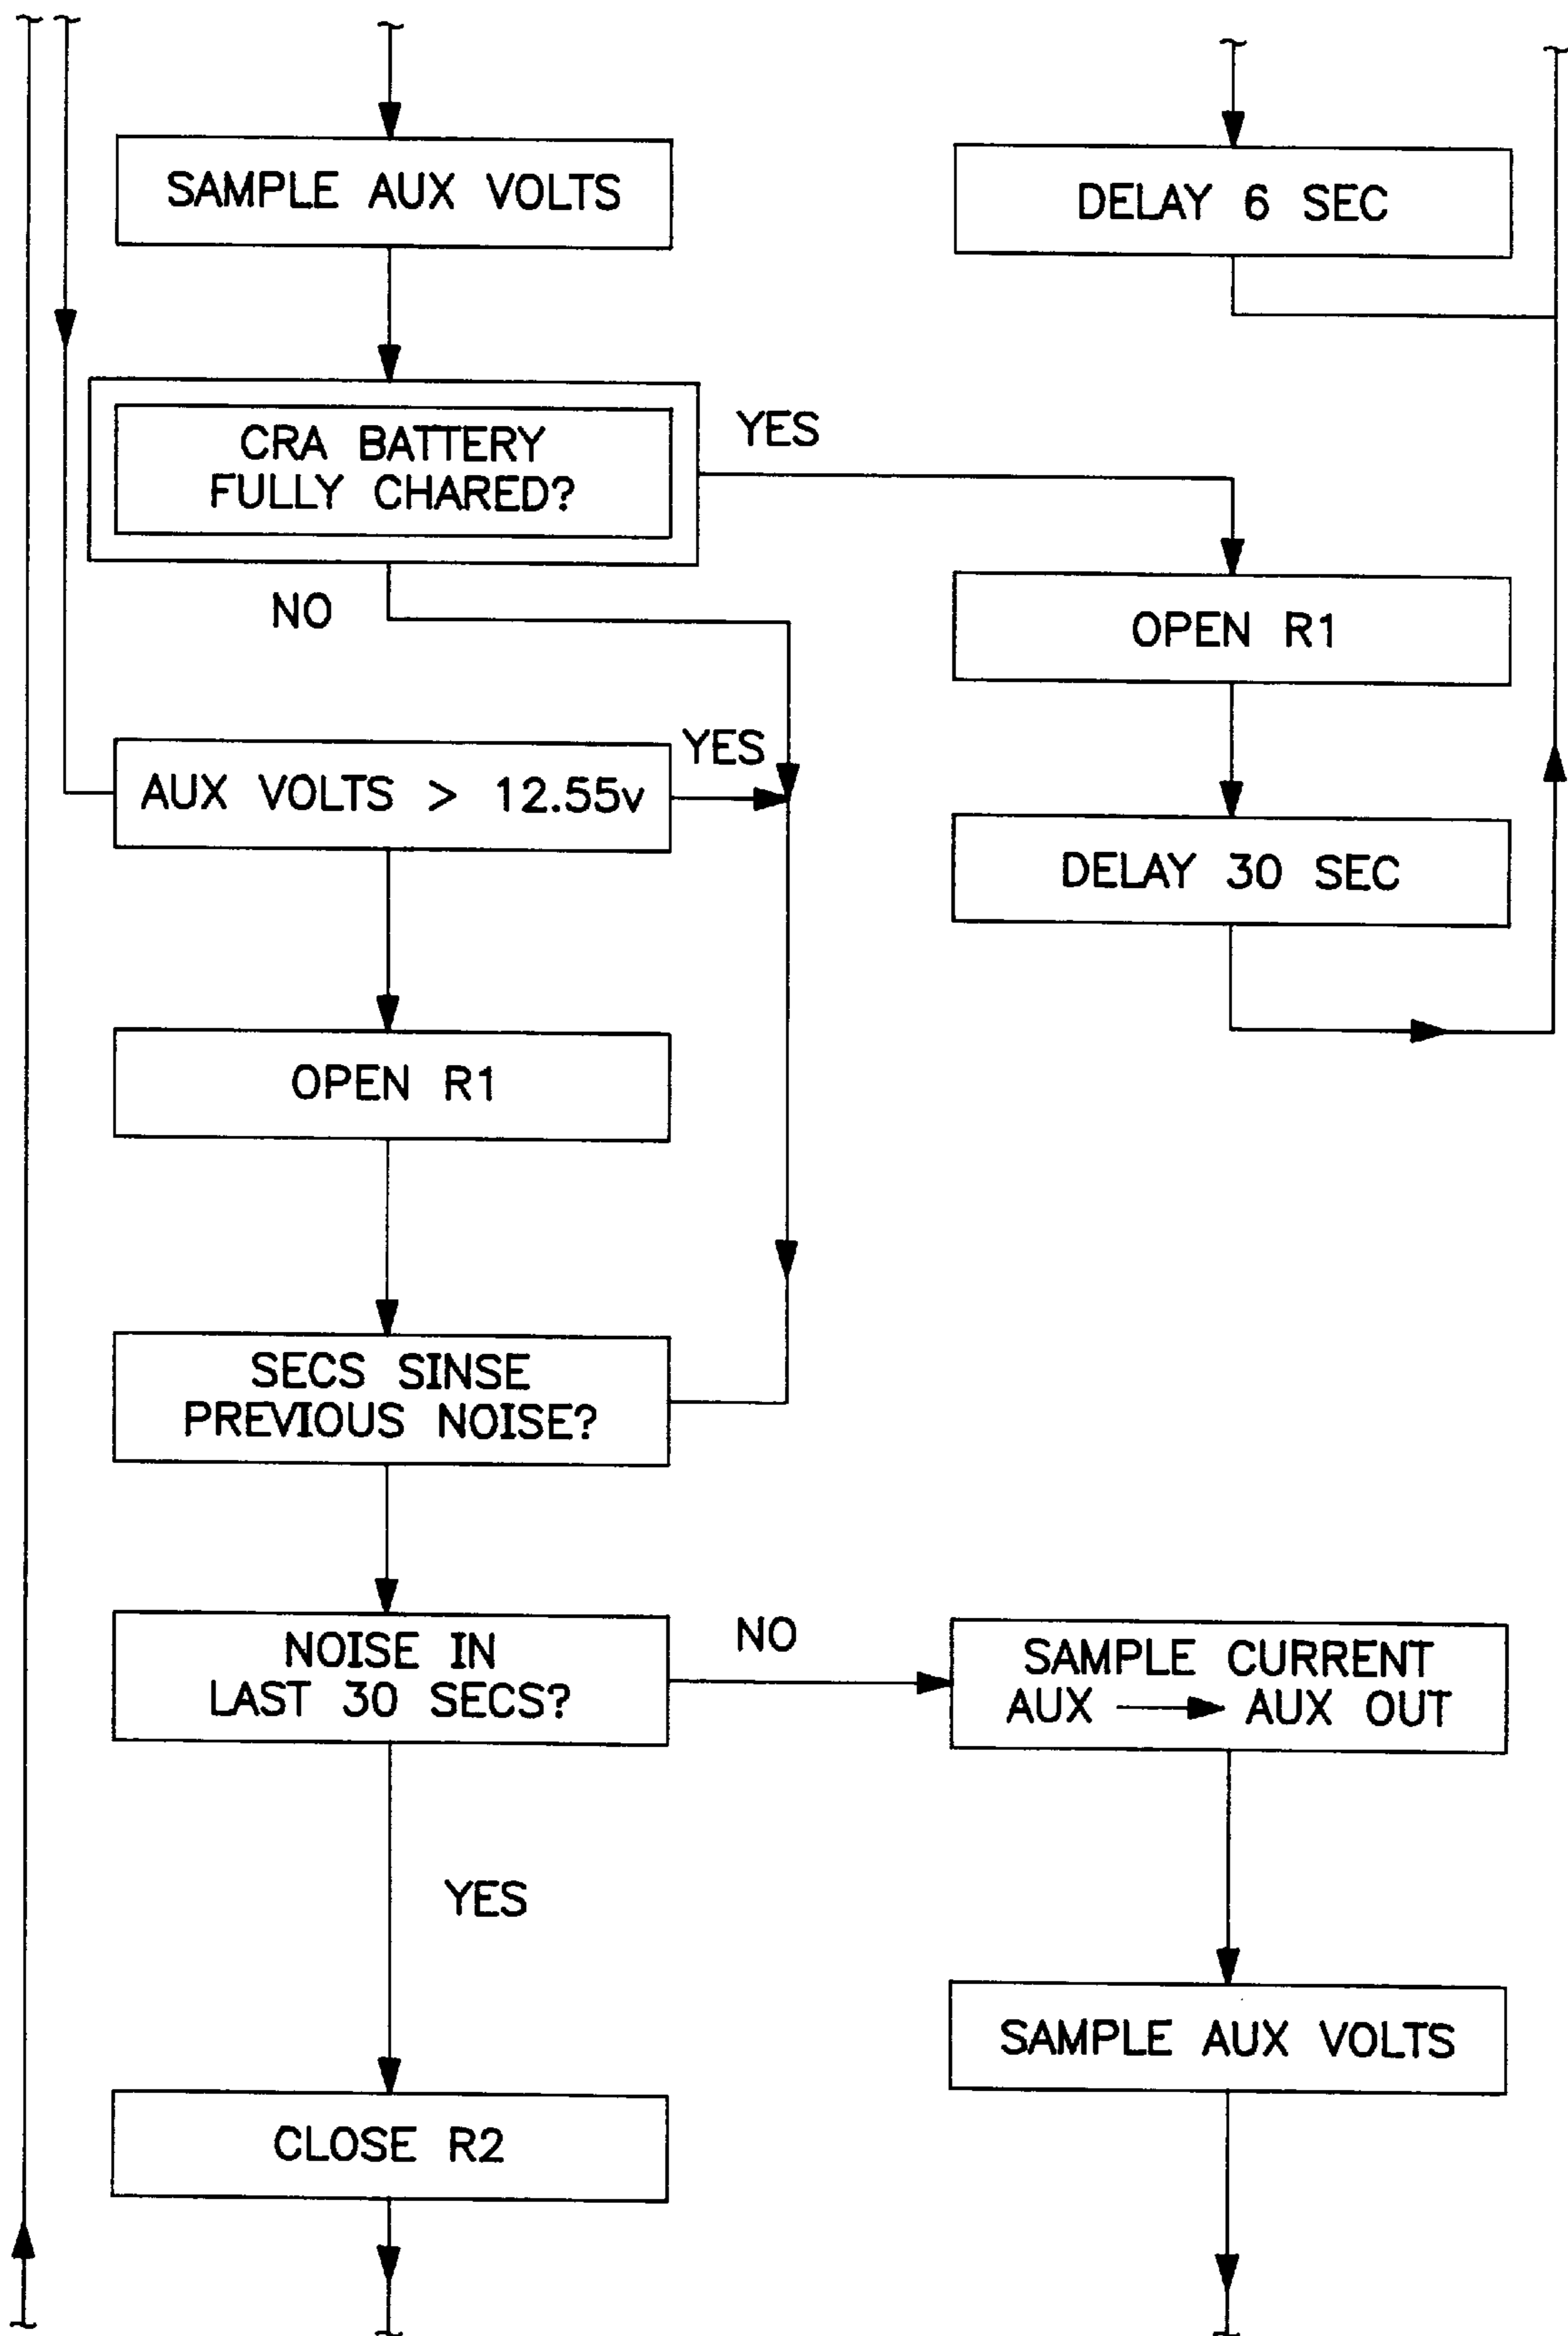 SAMPLE AUX VOLTS
DELAY 6 SEC
CRA BATTERY
FULLY CHARED?
YES
NO
OPEN R1
YES
AUX VOLTS > 12.55v
DELAY 30 SEC
OPEN R1
SECS SINSE
PREVIOUS NOISE?
NOISE IN
LAST 30 SECS?
NO
SAMPLE CURRENT
AUX → AUX OUT
YES
SAMPLE AUX VOLTS
CLOSE R2